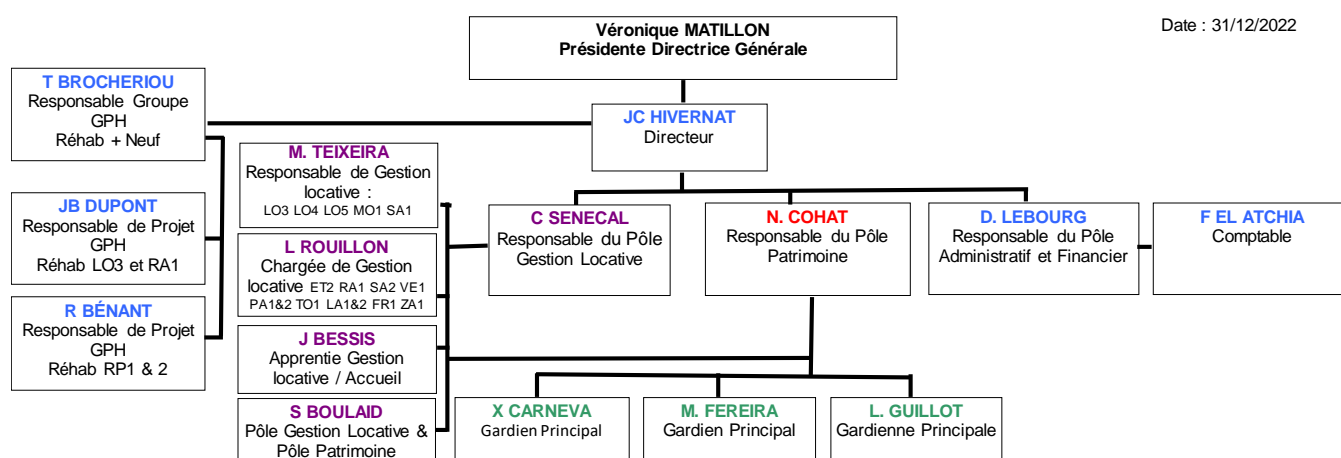 Véronique MATILLON
Présidente Directrice Générale
Date : 31/12/2022
T BROCHERIOU
Responsable Groupe
GPH
Réhab + Neuf
JC HIVERNAT
Directeur
M. TEIXEIRA
Responsable de Gestion
locative :
LO3 LO4 LO5 MO1 SA1
JB DUPONT
Responsable de Projet
GPH
Réhab LO3 et RA1
C SENECAL
Responsable du Pôle
Gestion Locative
N. COHAT
Responsable du Pôle
Patrimoine
D. LEBOURG
Responsable du Pôle
Administratif et Financier
F EL ATCHIA
Comptable
L ROUILLON
Chargée de Gestion
locative ET2 RA1 SA2 VE1
PA1&2 TO1 LA1&2 FR1 ZA1
R BÉNANT
Responsable de Projet
GPH
Réhab RP1 & 2
J BESSIS
Apprentie Gestion
locative / Accueil
S BOULAID
Pôle Gestion Locative &
Pôle Patrimoine
X CARNEVA
Gardien Principal
M. FEREIRA
Gardien Principal
L. GUILLOT
Gardienne Principale